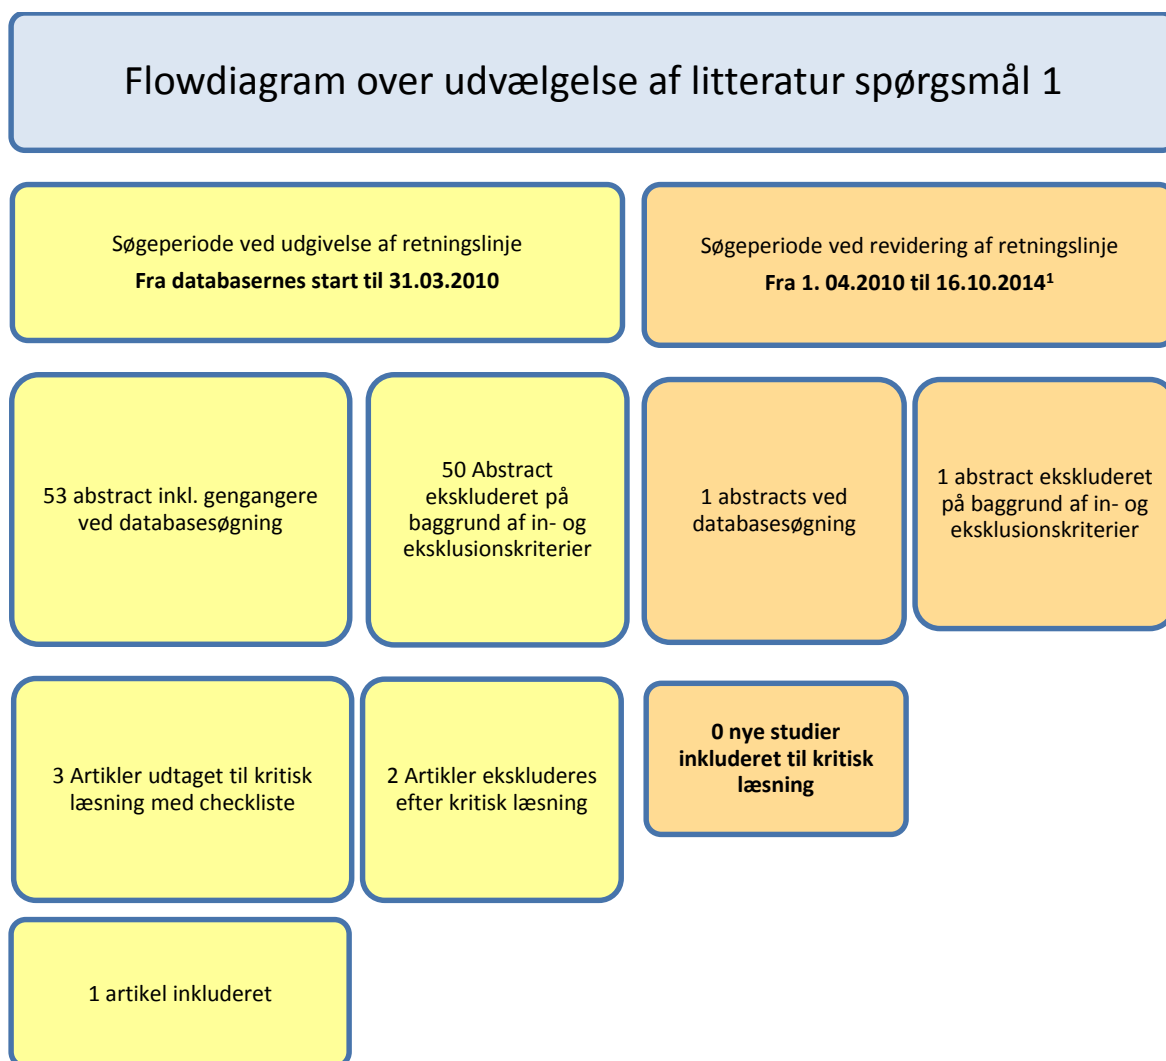 Flowdiagram over udvælgelse af litteratur spørgsmål 1
Søgeperiode ved udgivelse af retningslinje
Fra databasernes start til 31.03.2010
Søgeperiode ved revidering af retningslinje
Fra 1. 04.2010 til 16.10.2014¹
53 abstract inkl. gengangere
ved databasesøgning
50 Abstract
ekskluderet på
baggrund af in- og
eksklusionskriterier
1 abstracts ved
databasesøgning
1 abstract ekskluderet
på baggrund af in- og
eksklusionskriterier
3 Artikler udtaget til kritisk
læsning med checkliste
2 Artikler ekskluderes
efter kritisk læsning
0 nye studier
inkluderet til kritisk
læsning
1 artikel inkluderet